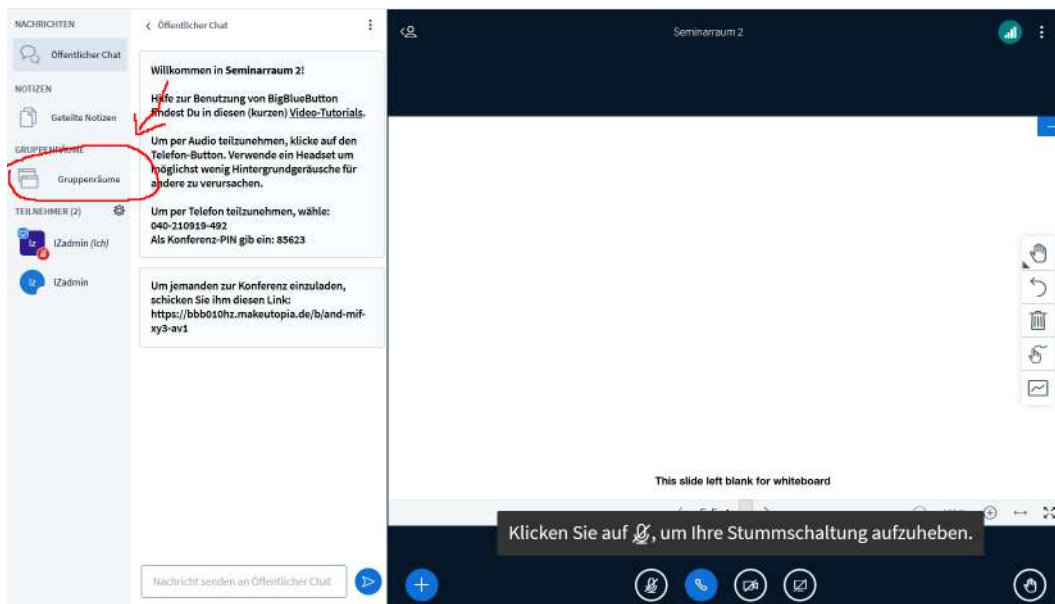 NACHRICHTEN
Öffentlicher Chat
NOTIZEN
Geteilte Notizen
GRUPPENRÄUME
Gruppenräume
TEILNEHMER (2)
Iz
IZadmin (Ich)
Iz
IZadmin
Öffentlicher Chat
Willkommen in Seminarraum 2!
Hilfe zur Benutzung von BigBlueButton
findest Du in diesen (kurzen) Video-Tutorials.
Um per Audio teilzunehmen, klicke auf den
Telefon-Button. Verwende ein Headset um
möglichst wenig Hintergrundgeräusche für
andere zu verursachen.
Um per Telefon teilzunehmen, wähle:
040-210919-492
Als Konferenz-PIN gib ein: 85623
Um jemanden zur Konferenz einzuladen,
schicken Sie ihm diesen Link:
https://bbb010hz.makeutopia.de/b/and-mif-
xy3-av1
Nachricht senden an Öffentlicher Chat
Seminarraum 2
This slide left blank for whiteboard
Klicken Sie auf , um Ihre Stummschaltung aufzuheben.